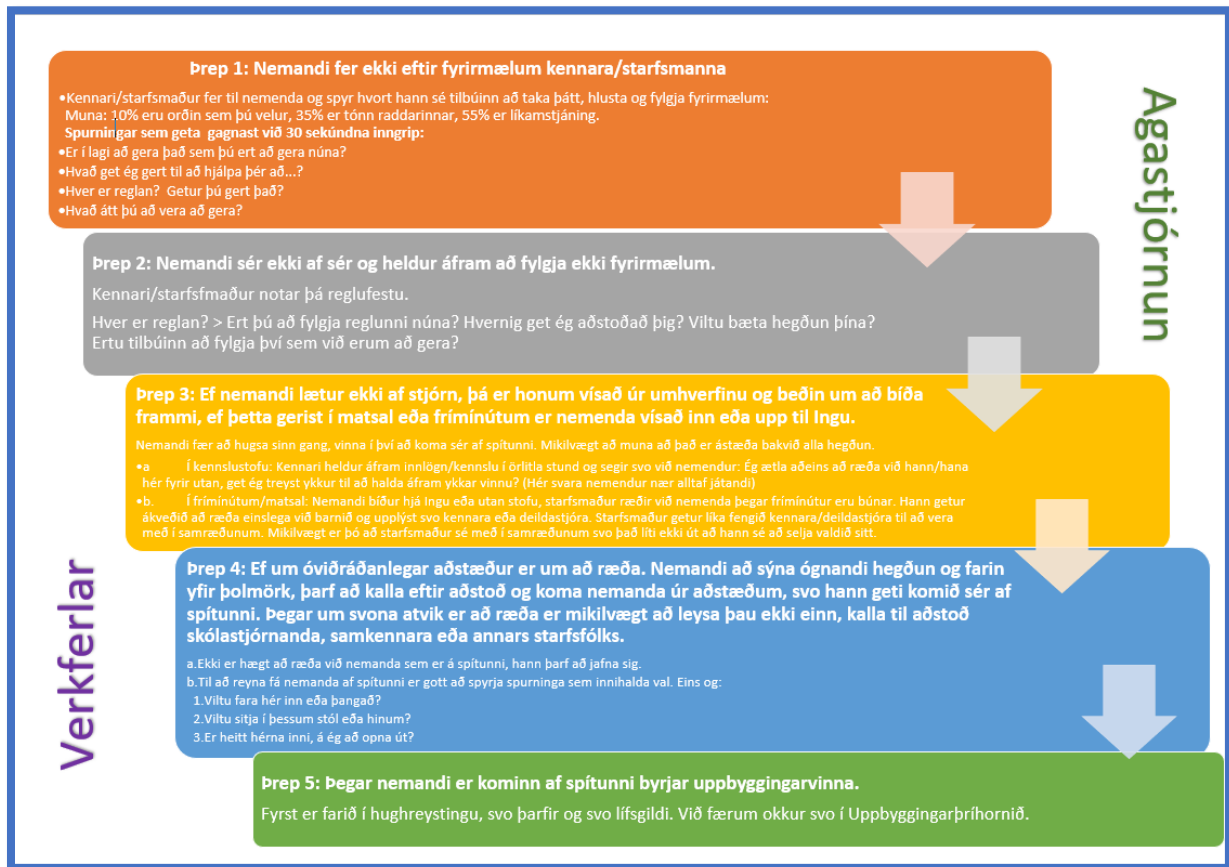 Agastjórnun
Þrep 1: Nemandi fer ekki eftir fyrirmælum kennara/starfsmanna
•Kennari/starfsmaður fer til nemenda og spyr hvort hann sé tilbúinn að taka þátt, hlusta og fylgja fyrirmælum:
Muna: 10% eru orðin sem þú velur, 35% er tónn raddarinnar, 55% er líkamstjáning.
Spurningar sem geta gagnast við 30 sekúndna inngrip:
•Er í lagi að gera það sem þú ert að gera núna?
•Hvað get ég gert til að hjálpa þér að...?
•Hver er reglan? Getur þú gert það?
•Hvað átt þú að vera að gera?
Þrep 2: Nemandi sér ekki af sér og heldur áfram að fylgja ekki fyrirmælum.
Kennari/starfsfmaður notar þá reglufestu.
Hver er reglan? > Ert þú að fylgja reglunni núna? Hvernig get ég aðstoðað þig? Viltu bæta hegðun þína?
Ertu tilbúinn að fylgja því sem við erum að gera?
Þrep 3: Ef nemandi lætur ekki af stjórn, þá er honum vísað úr umhverfinu og beðin um að bíða
frammi, ef þetta gerist í matsal eða frímínútum er nemenda vísað inn eða upp til Ingu.
Nemandi fær að hugsa sinn gang, vinna í því að koma sér af spítunni. Mikilvægt að muna að það er ástæða bakvið alla hegðun.
•a Í kennslustofu: Kennari heldur áfram innlögn/kennslu í örlitla stund og segir svo við nemendur: Ég ætla aðeins að ræða við hann/hana
hér fyrir utan, get ég treyst ykkur til að halda áfram ykkar vinnu? (Hér svara nemendur nær alltaf játandi)
•b. Í frímínútum/matsal: Nemandi bíður hjá Ingu eða utan stofu, starfsmaður ræðir við nemenda þegar frímínútur eru búnar. Hann getur
ákveðið að ræða einslega við barnið og upplýst svo kennara eða deildastjóra. Starfsmaður getur líka fengið kennara/deildastjóra til að vera
með í samræðunum. Mikilvægt er þó að starfsmaður sé með í samræðunum svo það líti ekki út að hann sé að selja valdið sitt.
Verkferlar
Þrep 4: Ef um óviðráðanlegar aðstæður er um að ræða. Nemandi að sýna ógnandi hegðun og farin
yfir þolmörk, þarf að kalla eftir aðstoð og koma nemanda úr aðstæðum, svo hann geti komið sér af
spítunni. Þegar um svona atvik er að ræða er mikilvægt að leysa þau ekki einn, kalla til aðstoð
skólastjórnanda, samkennara eða annars starfsfólks.
a.Ekki er hægt að ræða við nemanda sem er á spítunni, hann þarf að jafna sig.
b.Til að reyna fá nemanda af spítunni er gott að spyrja spurninga sem innihalda val. Eins og:
1.Viltu fara hér inn eða þangað?
2.Viltu sitja í þessum stól eða hinum?
3.Er heitt hérna inni, á ég að opna út?
Þrep 5: Þegar nemandi er kominn af spítunni byrjar uppbyggingarvinna.
Fyrst er farið í hughreystingu, svo þarfir og svo lífsgildi. Við færum okkur svo í Uppbyggingarþríhornið.